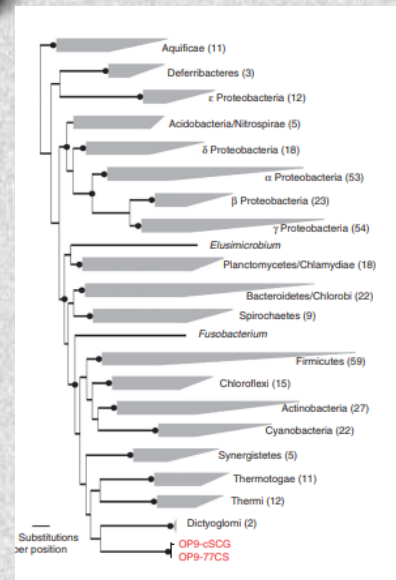 Aquificae (11)
Deferribacteres (3)
ε Proteobacteria (12)
Acidobacteria/Nitrospirae (5)
δ Proteobacteria (18)
α Proteobacteria (53)
β Proteobacteria (23)
γ Proteobacteria (54)
Elusimicrobium
Planctomycetes/Chlamydiae (18)
Bacteroidetes/Chlorobi (22)
Spirochaetes (9)
Fusobacterium
Firmicutes (59)
Chloroflexi (15)
Actinobacteria (27)
Cyanobacteria (22)
Synergistetes (5)
Thermotogae (11)
Thermi (12)
Dictyoglomi (2)
Substitutions
per position
OP9-cSCG
OP9-77CS